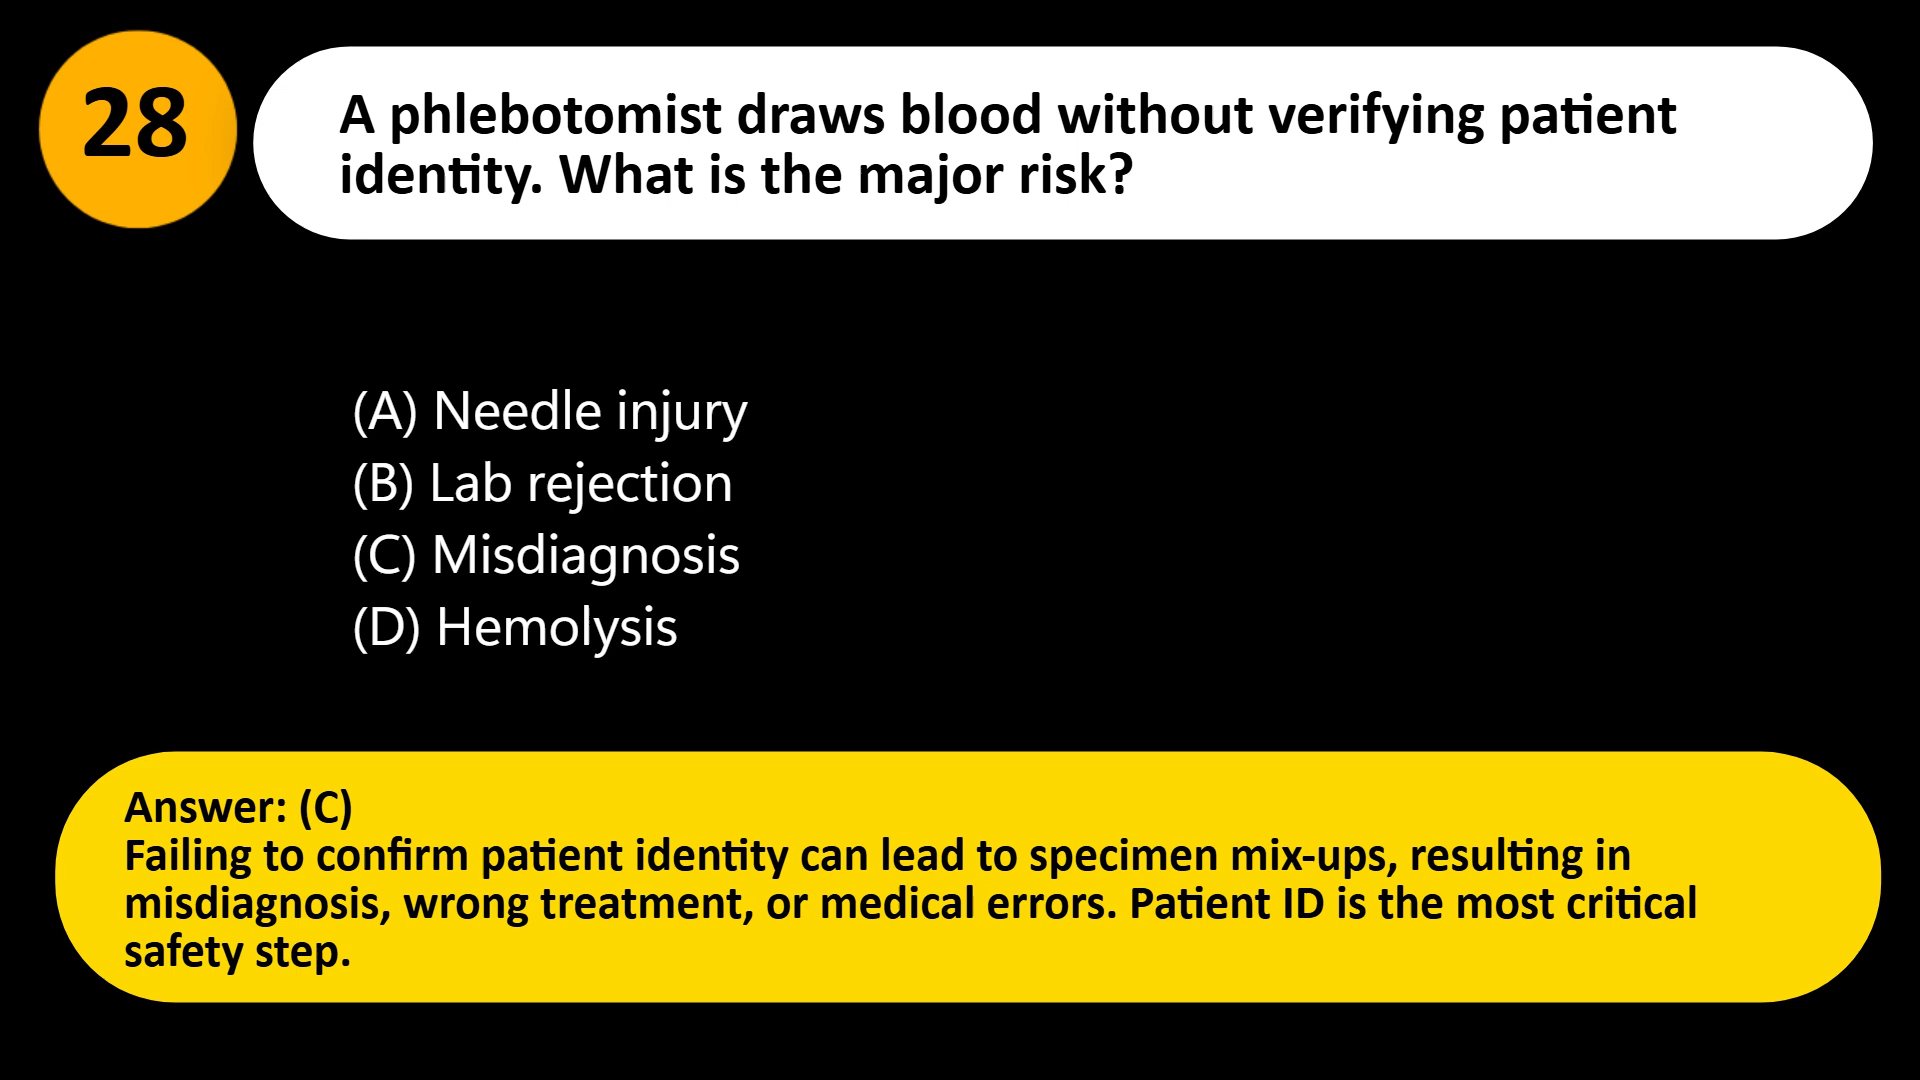 28
A phlebotomist draws blood without verifying patient
identity. What is the major risk?
(A) Needle injury
(B) Lab rejection
(C) Misdiagnosis
(D) Hemolysis
Answer: (C)
Failing to confirm patient identity can lead to specimen mix-ups, resulting in
misdiagnosis, wrong treatment, or medical errors. Patient ID is the most critical
safety step.